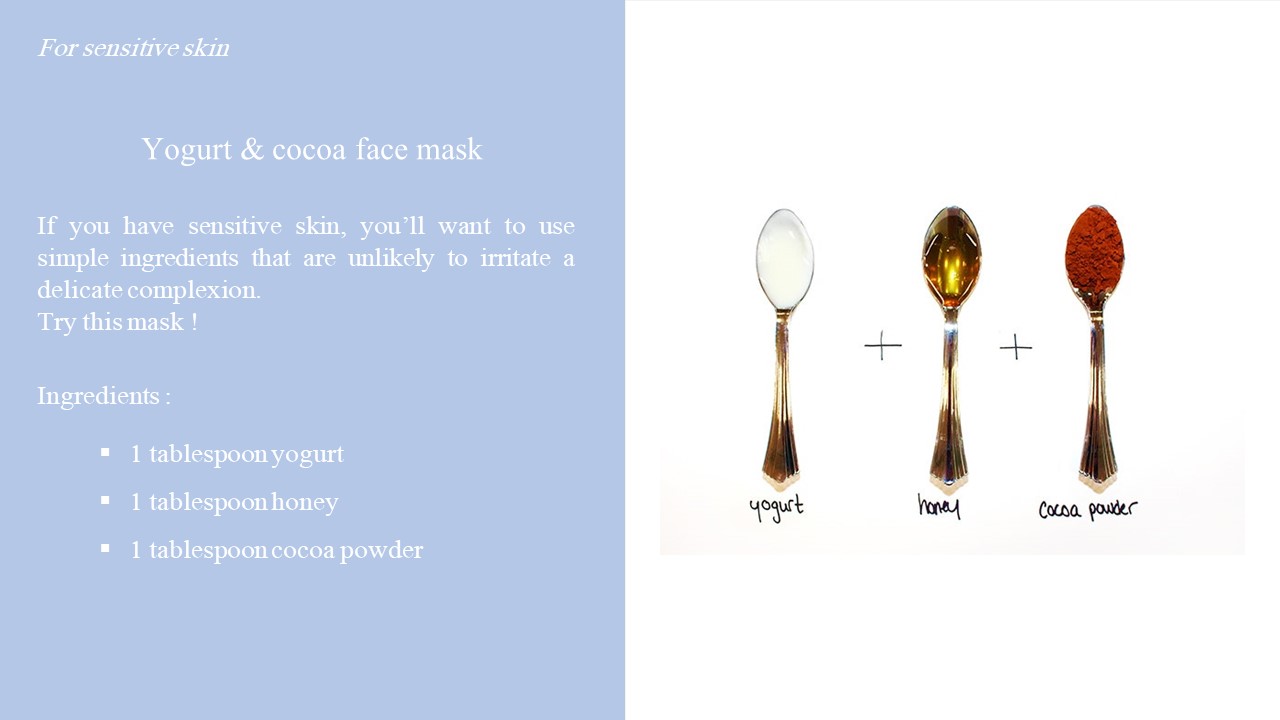 For sensitive skin
Yogurt & cocoa face mask
If you have sensitive skin, you’ll want to use
simple ingredients that are unlikely to irritate a
delicate complexion.
Try this mask !
Ingredients :
▪ 1 tablespoon yogurt
▪ 1 tablespoon honey
▪ 1 tablespoon cocoa powder
+ +
yogurt honey cocoa powder